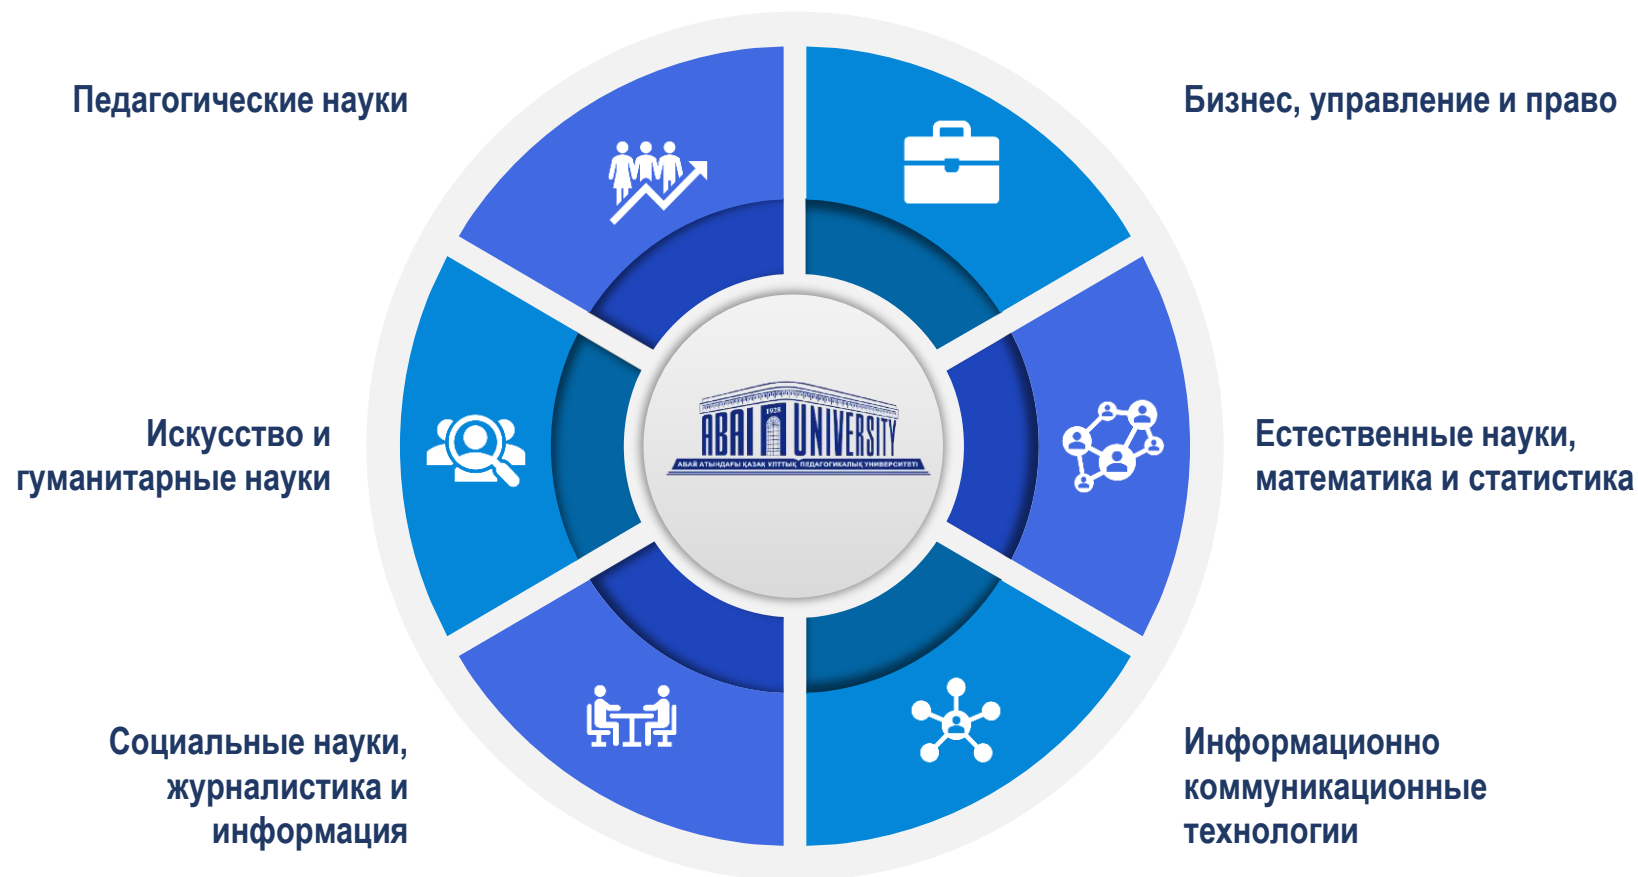 Педагогические науки
Бизнес, управление и право
Искусство и
гуманитарные науки
1928
ABAI UNIVERSITY
АБАЙ АТЫНДАҒЫ ҚАЗАҚ ҰЛТТЫҚ ПЕДАГОГИКАЛЫҚ УНИВЕРСИТЕТІ
Естественные науки,
математика и статистика
Социальные науки,
журналистика и
информация
Информационно
коммуникационные
технологии